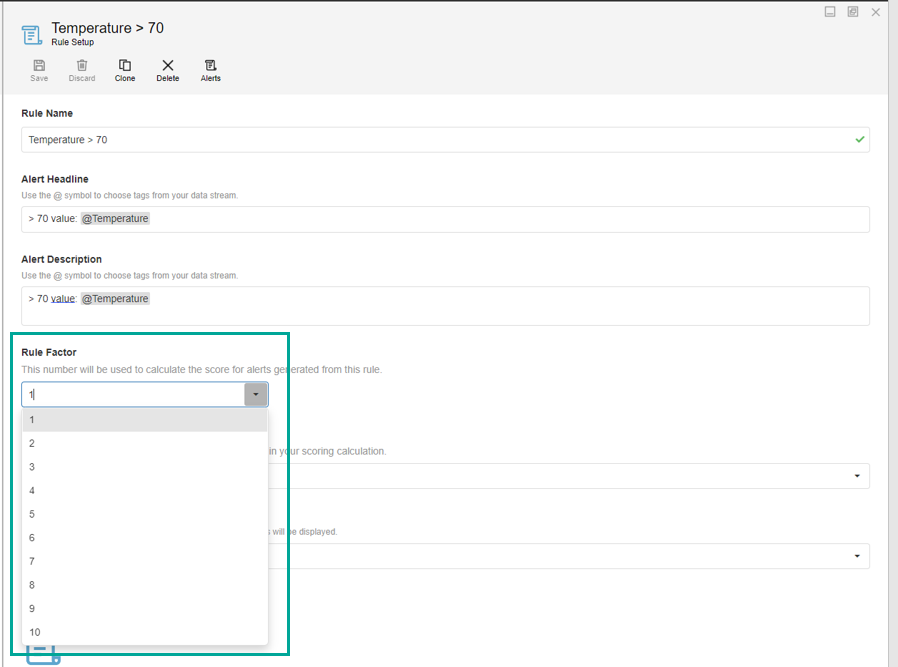 Temperature > 70
Rule Setup
Save Discard Clone Delete Alerts
Rule Name
Temperature > 70
Alert Headline
Use the @ symbol to choose tags from your data stream.
> 70 value: @Temperature
Alert Description
Use the @ symbol to choose tags from your data stream.
> 70 value: @Temperature
Rule Factor
This number will be used to calculate the score for alerts generated from this rule.
1
1
2
in your scoring calculation.
3
4
5
will be displayed.
6
7
8
9
10